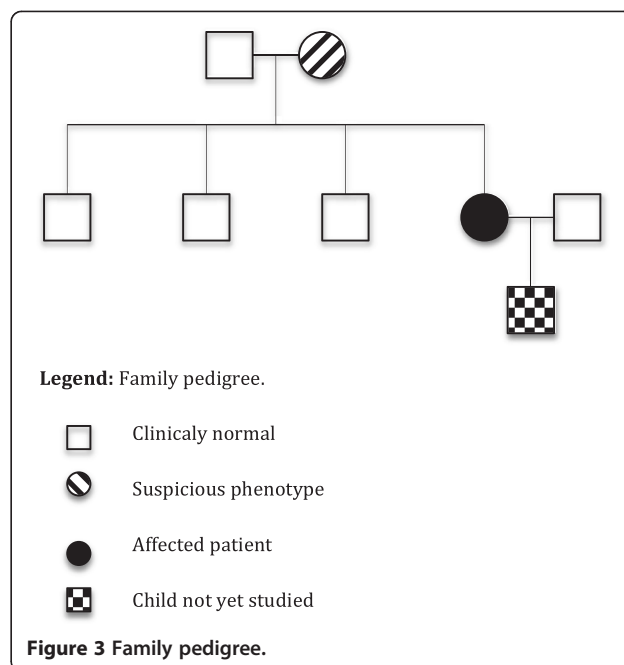 Legend: Family pedigree.
Clinicaly normal
Suspicious phenotype
Affected patient
Child not yet studied
Figure 3 Family pedigree.